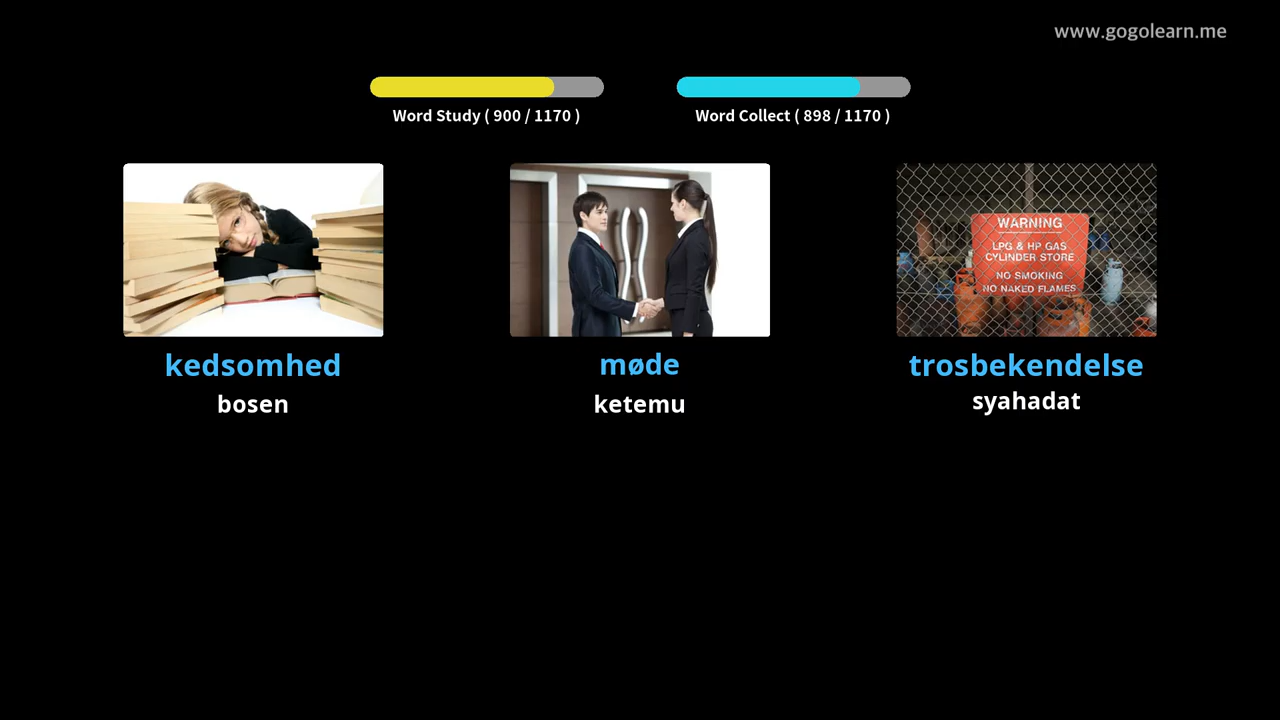 www.gogolearn.me
Word Study ( 900 / 1170 )
Word Collect ( 898 / 1170 )
WARNING
LPG & HP GAS
CYLINDER STORE
NO SMOKING
NO NAKED FLAMES
kedsomhed
møde
trosbekendelse
bosen
ketemu
syahadat